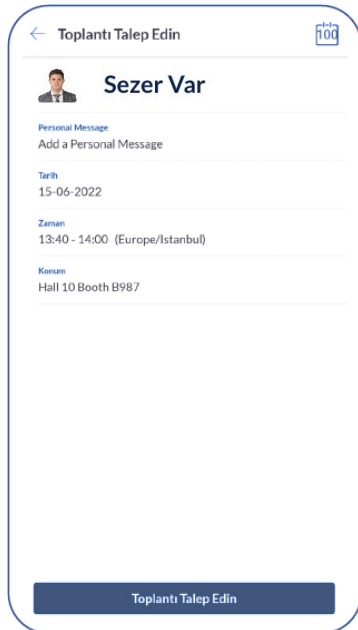 Toplantı Talep Edin
100
Sezer Var
Personal Message
Add a Personal Message
Tarih
15-06-2022
Zaman
13:40 - 14:00 (Europe/Istanbul)
Konum
Hall 10 Booth B987
Toplantı Talep Edin